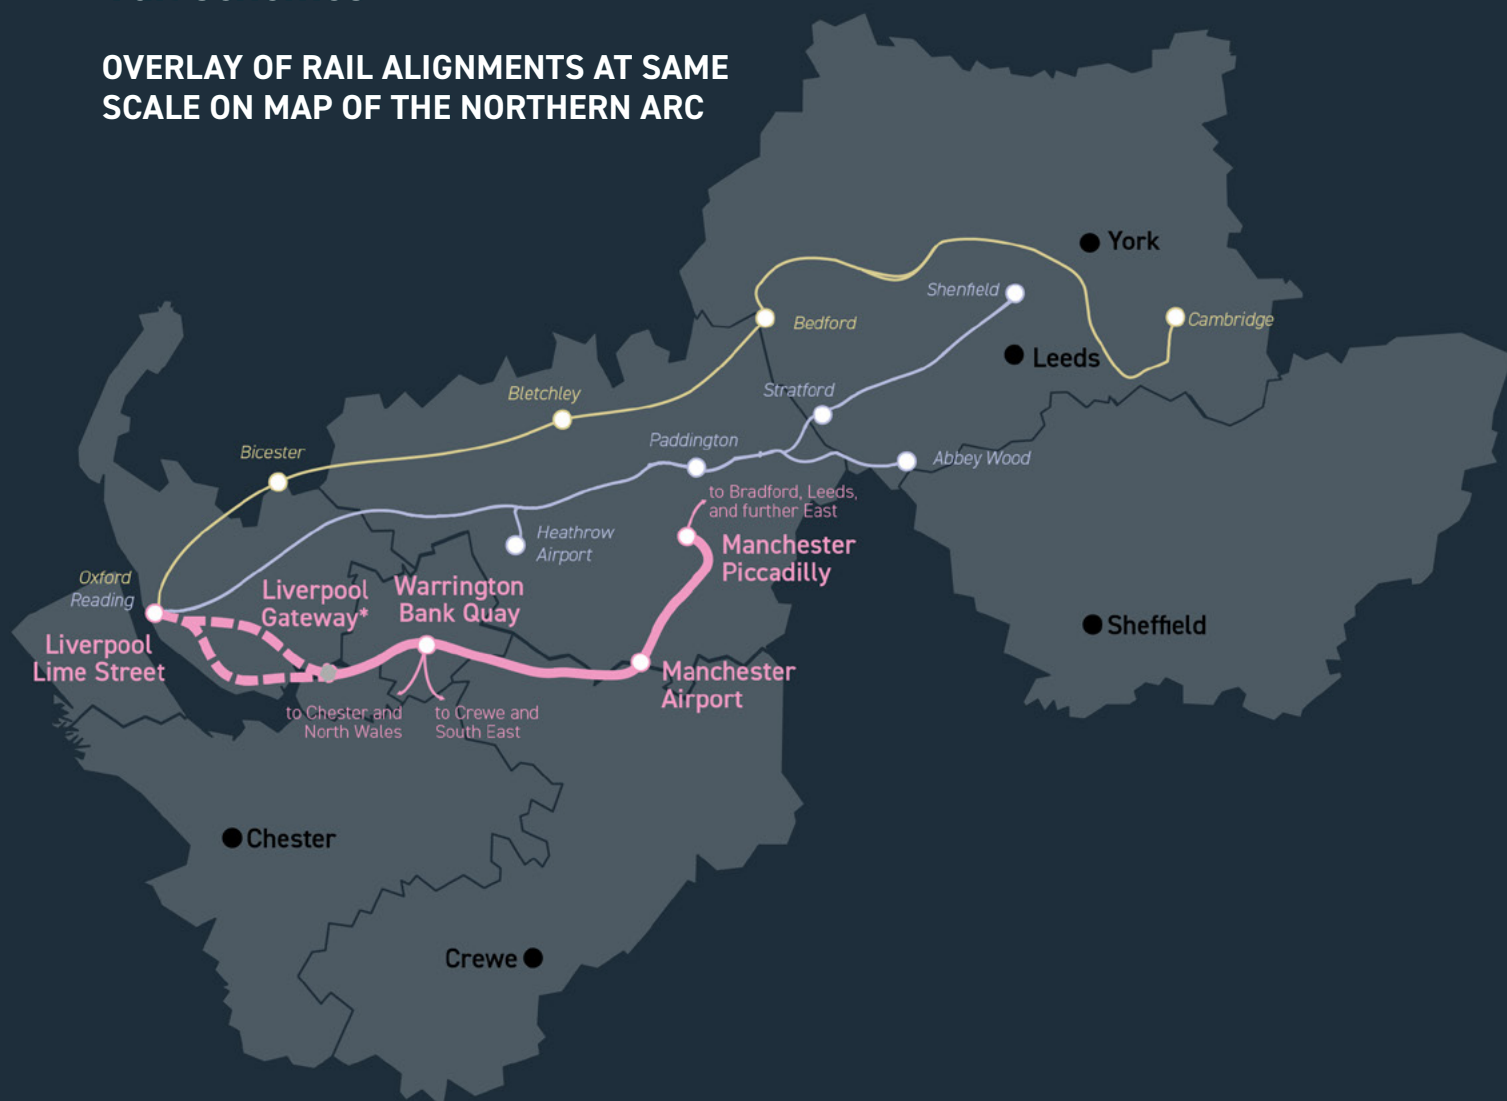 OVERLAY OF RAIL ALIGNMENTS AT SAME
SCALE ON MAP OF THE NORTHERN ARC
York
Shenfield
Cambridge
Bedford
Leeds
Bletchley
Stratford
Paddington
Bicester
Abbey Wood
to Bradford, Leeds,
and further East
Heathrow
Airport
Manchester
Piccadilly
Oxford
Reading
Liverpool
Gateway*
Warrington
Bank Quay
Sheffield
Liverpool
Lime Street
Manchester
Airport
to Chester and
North Wales
to Crewe and
South East
Chester
Crewe